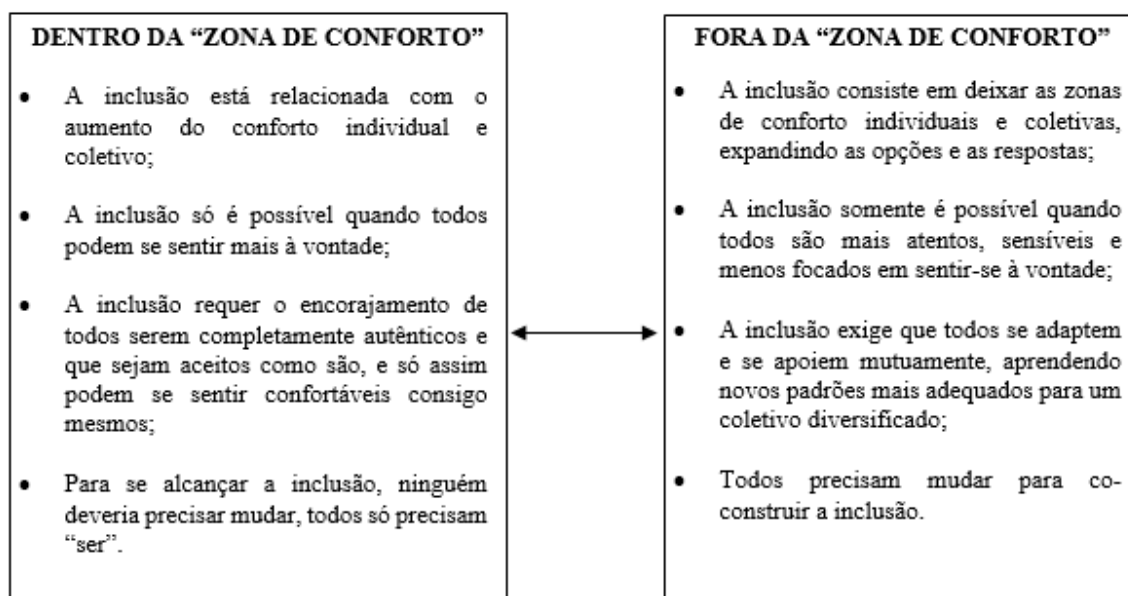 DENTRO DA “ZONA DE CONFORTO”
● A inclusão está relacionada com o
aumento do conforto individual e
coletivo;
● A inclusão só é possível quando todos
podem se sentir mais à vontade;
● A inclusão requer o encorajamento de
todos serem completamente autênticos e
que sejam aceitos como são, e só assim
podem se sentir confortáveis consigo
mesmos;
● Para se alcançar a inclusão, ninguém
deveria precisar mudar, todos só precisam
“ser”.
FORA DA “ZONA DE CONFORTO”
● A inclusão consiste em deixar as zonas
de conforto individuais e coletivas,
expandindo as opções e as respostas;
● A inclusão somente é possível quando
todos são mais atentos, sensíveis e
menos focados em sentir-se à vontade;
● A inclusão exige que todos se adaptem
e se apoiem mutuamente, aprendendo
novos padrões mais adequados para um
coletivo diversificado;
● Todos precisam mudar para co-
construir a inclusão.